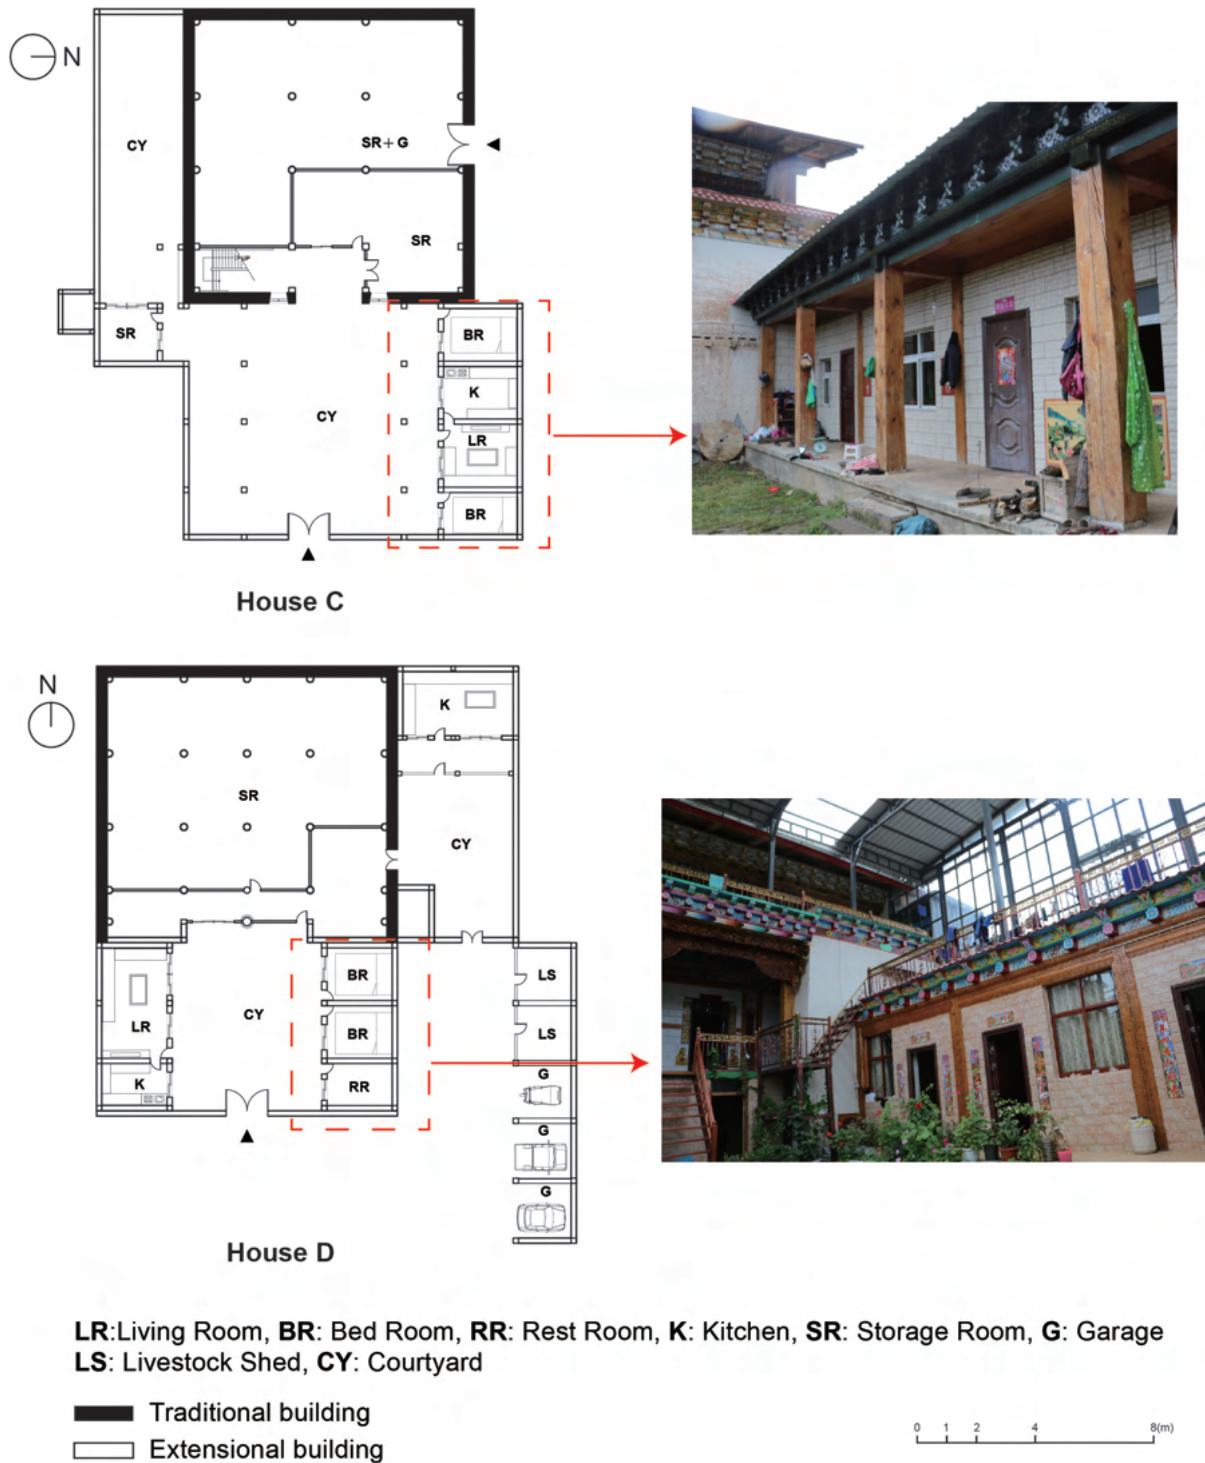 N
CY
SR+G
SR
SR
BR
K
CY
LR
BR
House C
N
K
SR
CY
BR
LS
CY
LR
BR
LS
K
RR
G
G
G
House D
LR:Living Room, BR: Bed Room, RR: Rest Room, K: Kitchen, SR: Storage Room, G: Garage
LS: Livestock Shed, CY: Courtyard
Traditional building
Extensional building
0 1 2 4 8(m)